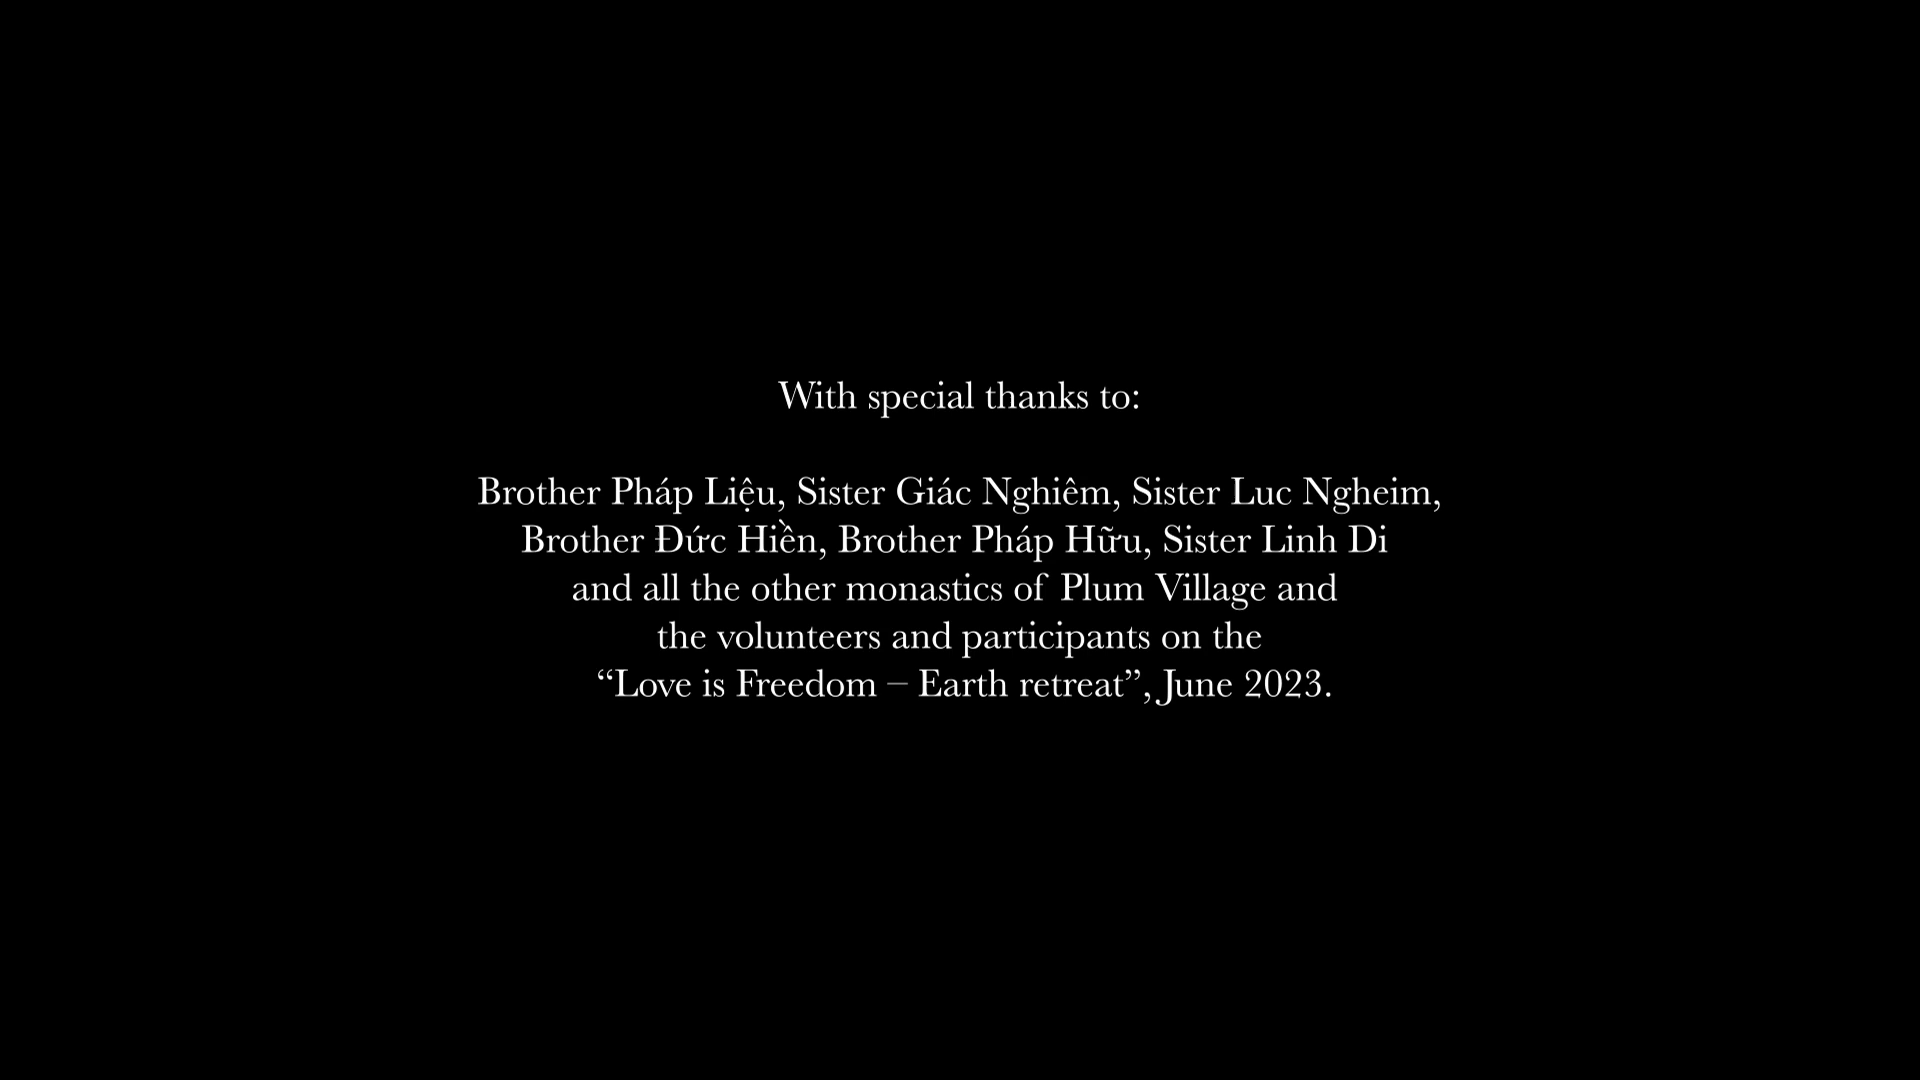 With special thanks to:
Brother Pháp Liệu, Sister Giác Nghiêm, Sister Luc Ngheim,
Brother Đức Hiền, Brother Pháp Hữu, Sister Linh Di
and all the other monastics of Plum Village and
the volunteers and participants on the
“Love is Freedom – Earth retreat”, June 2023.